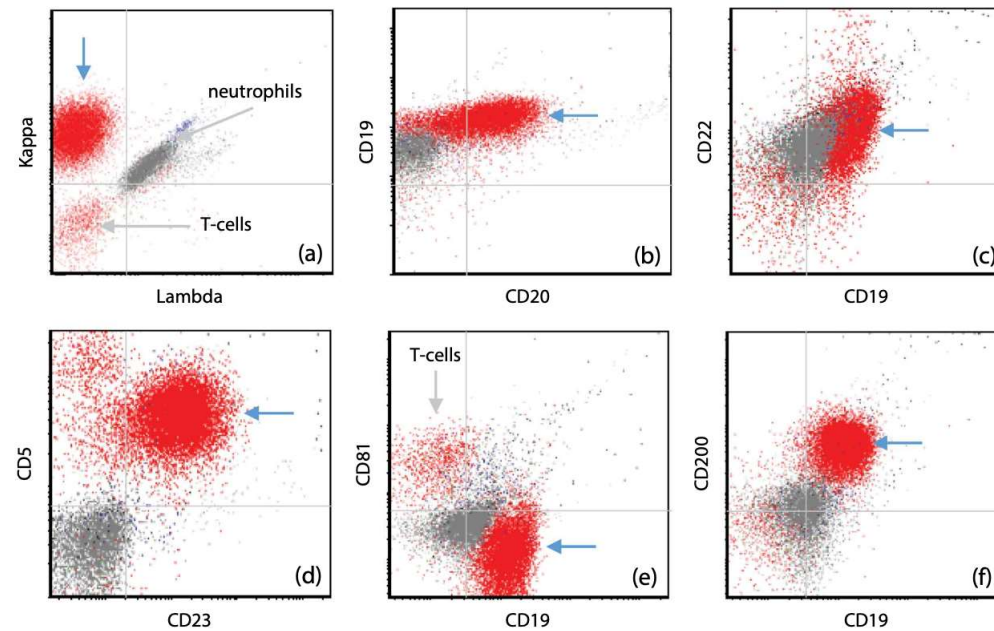 Kappa
neutrophils
T-cells
(a)
Lambda
CD19
(b)
CD20
CD22
(c)
CD19
CD5
(d)
CD23
T-cells
CD81
(e)
CD19
CD200
(f)
CD19